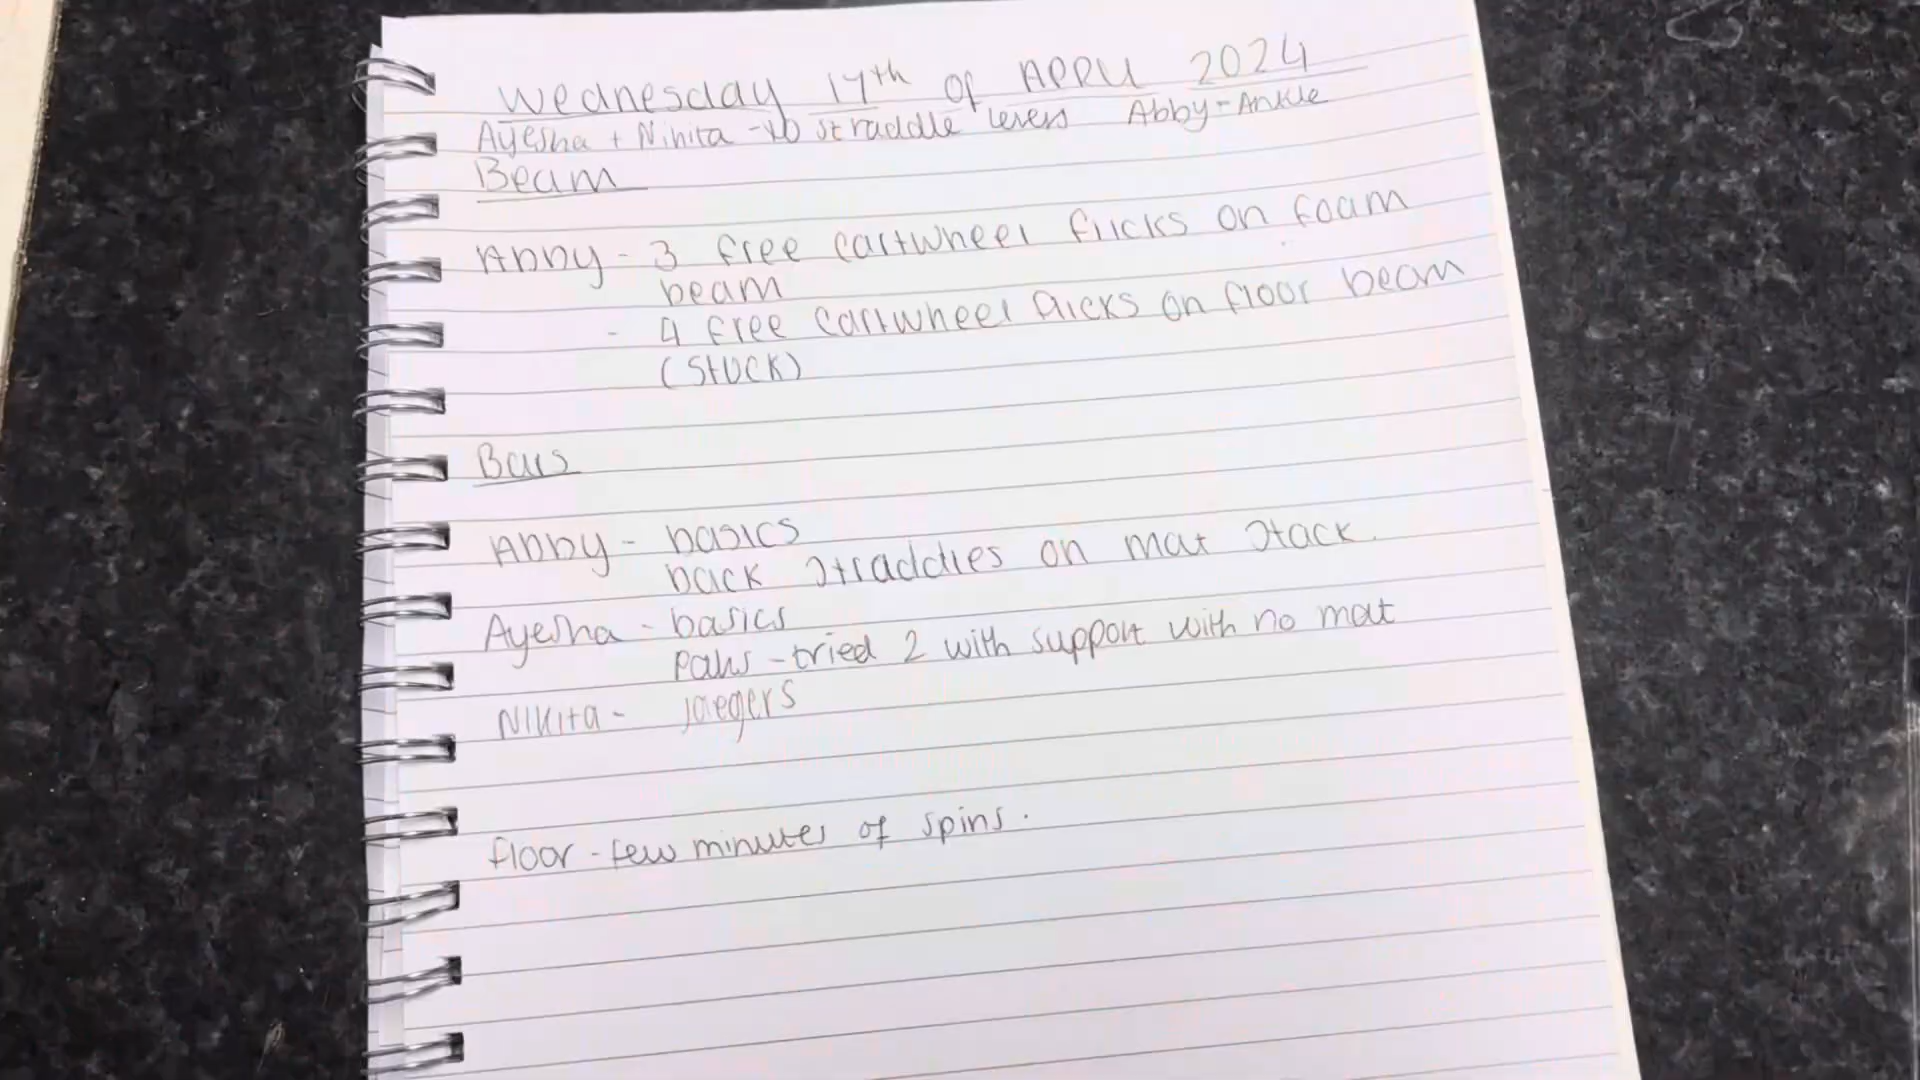 Wednesday 17th of APRIL 2024
Ayesha + Nikita - 10 straddle levers Abby - Ankle
Beam
Abby - 3 free cartwheel flicks on foam
beam
- 4 free cartwheel flicks on floor beam
(STUCK)
Bars
Abby - basics
back straddles on mat stack.
Ayesha - basics
paks - tried 2 with support with no mat
Nikita - jaegers
floor - few minutes of spins.